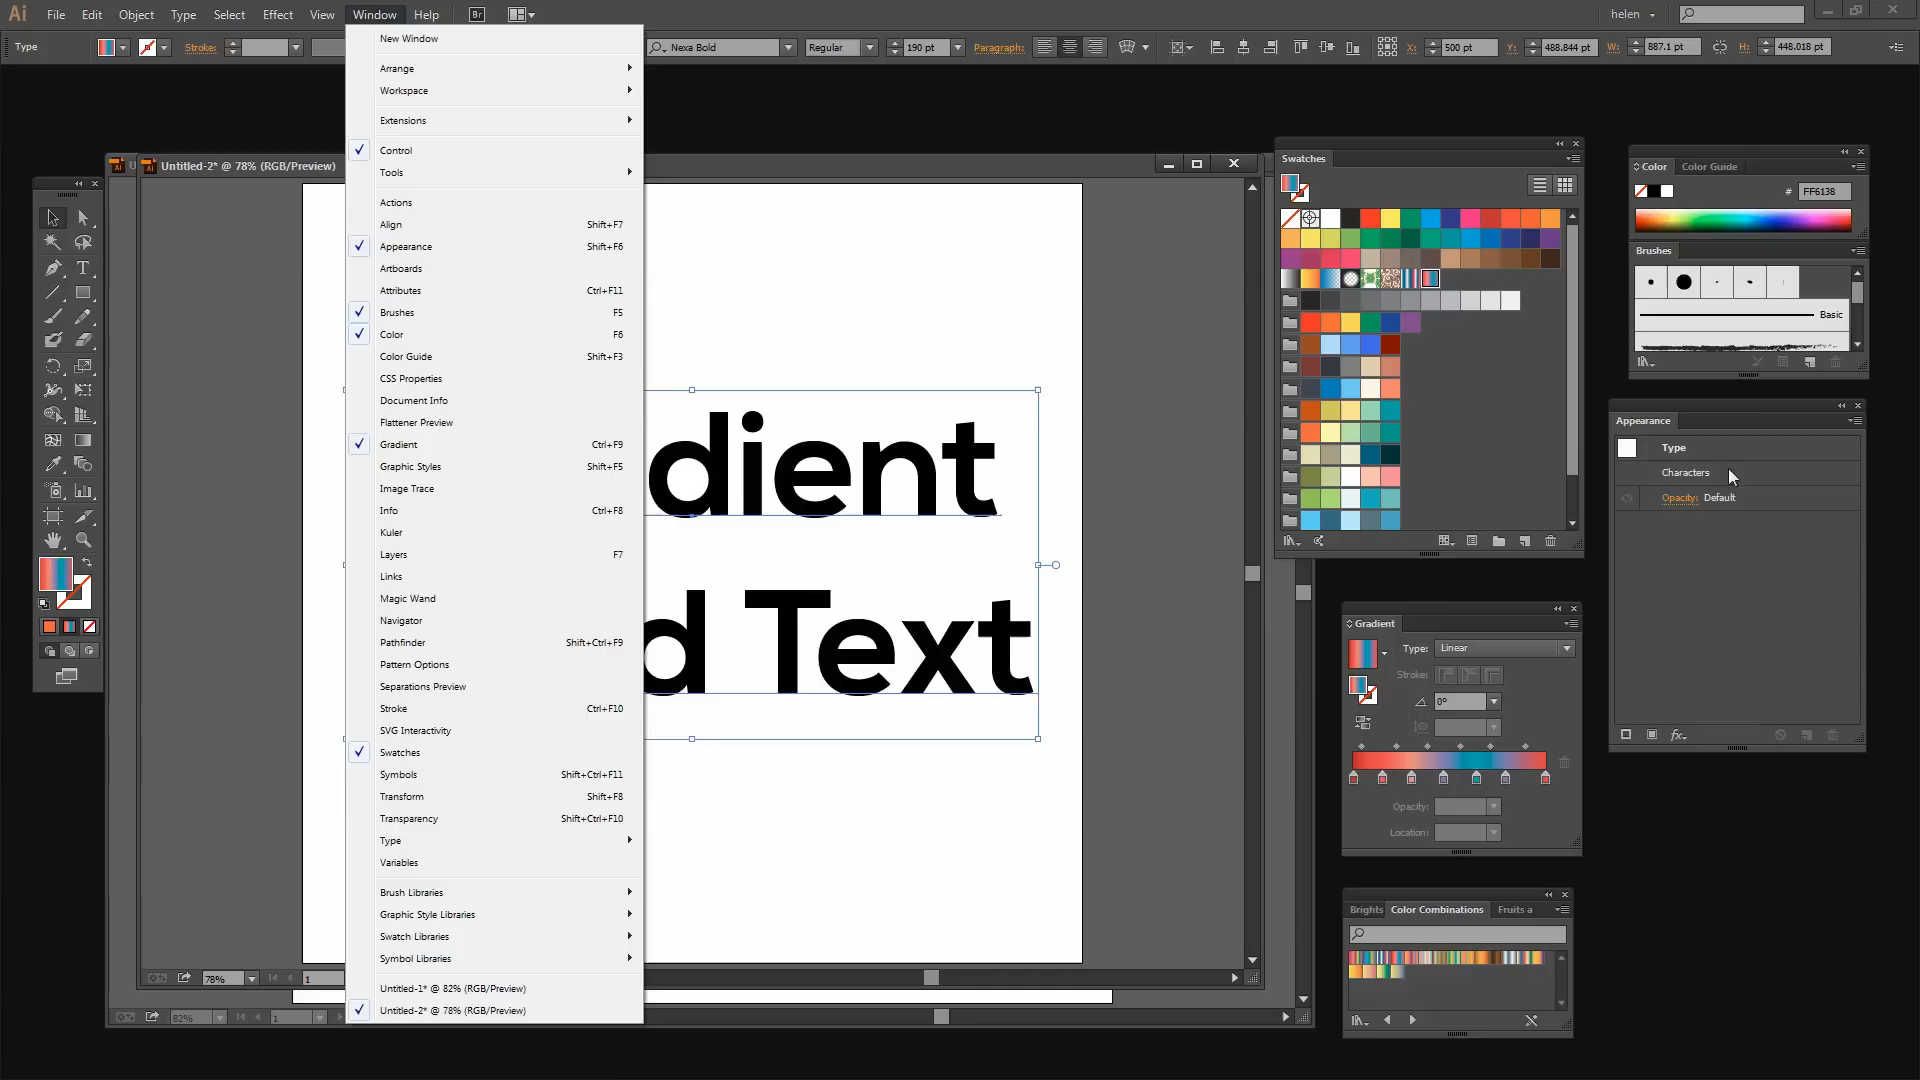 Ai File Edit Object Type Select Effect View Window Help Br helen
Type Stroke: Nexa Bold Regular 190 pt Paragraph: X: 500 pt Y: 488.844 pt W: 887.1 pt H: 448.018 pt
New Window
Arrange
Workspace
Extensions
Control
Tools
Actions
Align Shift+F7
Appearance Shift+F6
Artboards
Attributes Ctrl+F11
Brushes F5
Color F6
Color Guide Shift+F3
CSS Properties
Document Info
Flattener Preview
Gradient Ctrl+F9
Graphic Styles Shift+F5
Image Trace
Info Ctrl+F8
Kuler
Layers F7
Links
Magic Wand
Navigator
Pathfinder Shift+Ctrl+F9
Pattern Options
Separations Preview
Stroke Ctrl+F10
SVG Interactivity
Swatches
Symbols Shift+Ctrl+F11
Transform Shift+F8
Transparency Shift+Ctrl+F10
Type
Variables
Brush Libraries
Graphic Style Libraries
Swatch Libraries
Symbol Libraries
Untitled-1* @ 82% (RGB/Preview)
Untitled-2* @ 78% (RGB/Preview)
Ai U Ai Untitled-2* @ 78% (RGB/Preview)
dient
d Text
78% 1
82% 1
Swatches
Color Color Guide
# FF6138
Brushes
Basic
Appearance
Type
Characters
Opacity: Default
fx
Gradient
Type: Linear
Stroke:
0°
Opacity:
Location:
Brights Color Combinations Fruits a